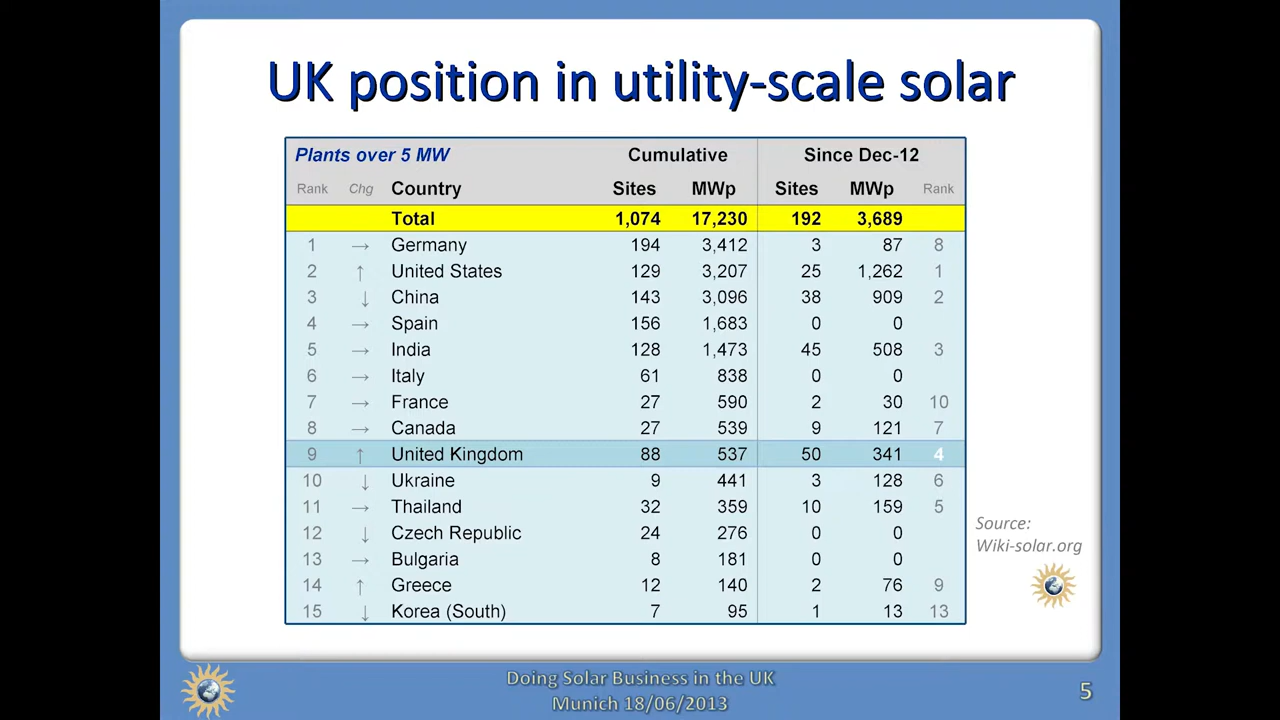 UK position in utility-scale solar
Plants over 5 MW Cumulative Since Dec-12
Rank Chg Country Sites MWp Sites MWp Rank
Total 1,074 17,230 192 3,689
1 → Germany 194 3,412 3 87 8
2 ↑ United States 129 3,207 25 1,262 1
3 ↓ China 143 3,096 38 909 2
4 → Spain 156 1,683 0 0
5 → India 128 1,473 45 508 3
6 → Italy 61 838 0 0
7 → France 27 590 2 30 10
8 → Canada 27 539 9 121 7
9 ↑ United Kingdom 88 537 50 341 4
10 ↓ Ukraine 9 441 3 128 6
11 → Thailand 32 359 10 159 5
12 ↓ Czech Republic 24 276 0 0
13 → Bulgaria 8 181 0 0
14 ↑ Greece 12 140 2 76 9
15 ↓ Korea (South) 7 95 1 13 13
Source:
Wiki-solar.org
Doing Solar Business in the UK
Munich 18/06/2013
5